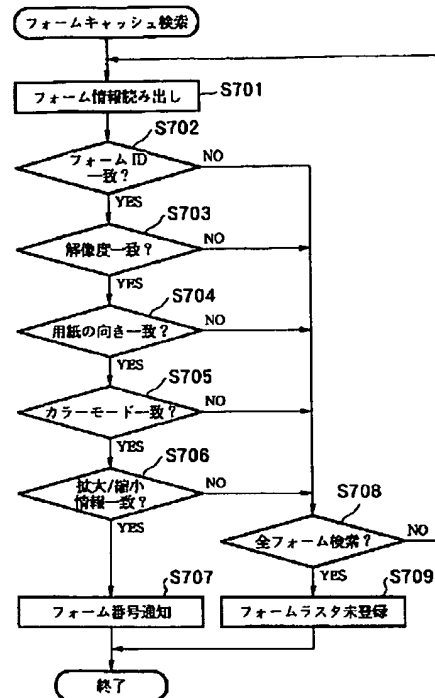 フォームキャッシュ検索
フォーム情報読み出し
S701
S702
フォームID
一致?
NO
YES
S703
解像度一致?
NO
YES
S704
用紙の向き一致?
NO
YES
S705
カラーモード一致?
NO
YES
S706
拡大/縮小
情報一致?
NO
YES
S708
全フォーム検索?
NO
YES
S707
フォーム番号通知
S709
フォームラスタ未登録
終了